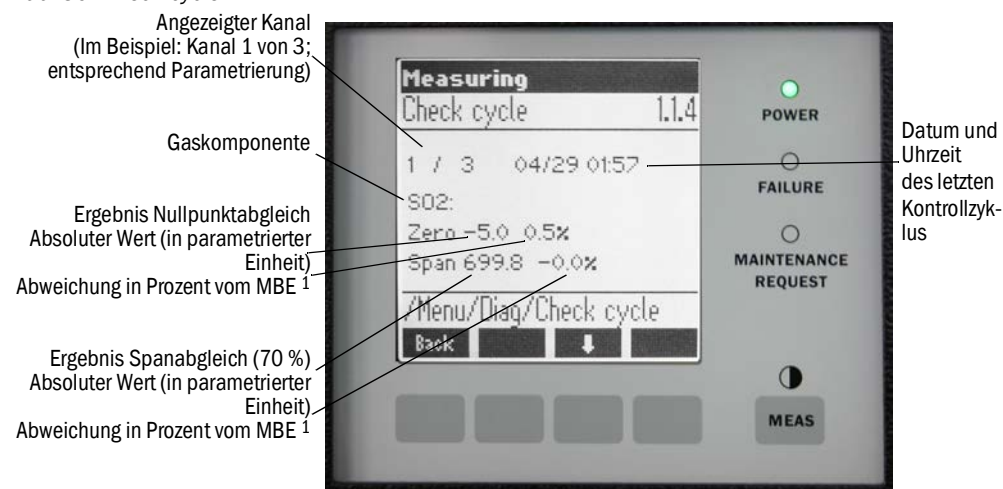 Angezeigter Kanal
(Im Beispiel: Kanal 1 von 3;
entsprechend Parametrierung)
Gaskomponente
Ergebnis Nullpunktabgleich
Absoluter Wert (in parametrierter
Einheit)
Abweichung in Prozent vom MBE 1
Ergebnis Spanabgleich (70 %)
Absoluter Wert (in parametrierter
Einheit)
Abweichung in Prozent vom MBE 1
Measuring
Check cycle 1.1.4
1 / 3 04/29 01:57
SO2:
Zero -5.0 0.5%
Span 699.8 -0.0%
/Menu/Diag/Check cycle
Back
POWER
FAILURE
MAINTENANCE
REQUEST
MEAS
Datum und
Uhrzeit
des letzten
Kontrollzyk-
lus